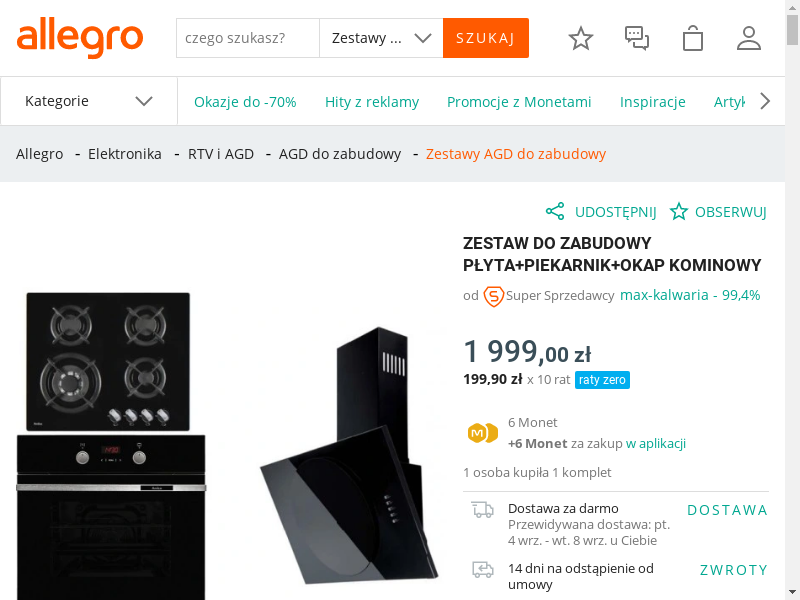 allegro
czego szukasz?
Zestawy ...
SZUKAJ
Kategorie
Okazje do -70%
Hity z reklamy
Promocje z Monetami
Inspiracje
Artyk
Allegro - Elektronika - RTV i AGD - AGD do zabudowy - Zestawy AGD do zabudowy
UDOSTĘPNIJ
OBSERWUJ
ZESTAW DO ZABUDOWY
PŁYTA+PIEKARNIK+OKAP KOMINOWY
od Super Sprzedawcy max-kalwaria - 99,4%
1 999,00 zł
199,90 zł x 10 rat raty zero
6 Monet
+6 Monet za zakup w aplikacji
1 osoba kupiła 1 komplet
Dostawa za darmo
DOSTAWA
Przewidywana dostawa: pt.
4 wrz. - wt. 8 wrz. u Ciebie
14 dni na odstąpienie od
ZWROTY
umowy